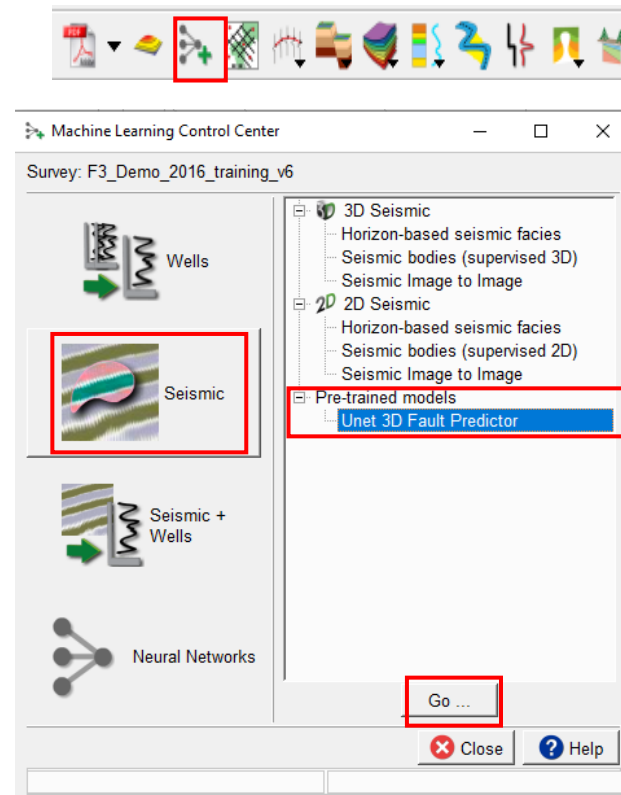 PDF
Machine Learning Control Center
Survey: F3_Demo_2016_training_v6
Wells
Seismic
Seismic +
Wells
Neural Networks
3D Seismic
Horizon-based seismic facies
Seismic bodies (supervised 3D)
Seismic Image to Image
2D 2D Seismic
Horizon-based seismic facies
Seismic bodies (supervised 2D)
Seismic Image to Image
Pre-trained models
Unet 3D Fault Predictor
Go ...
Close
? Help